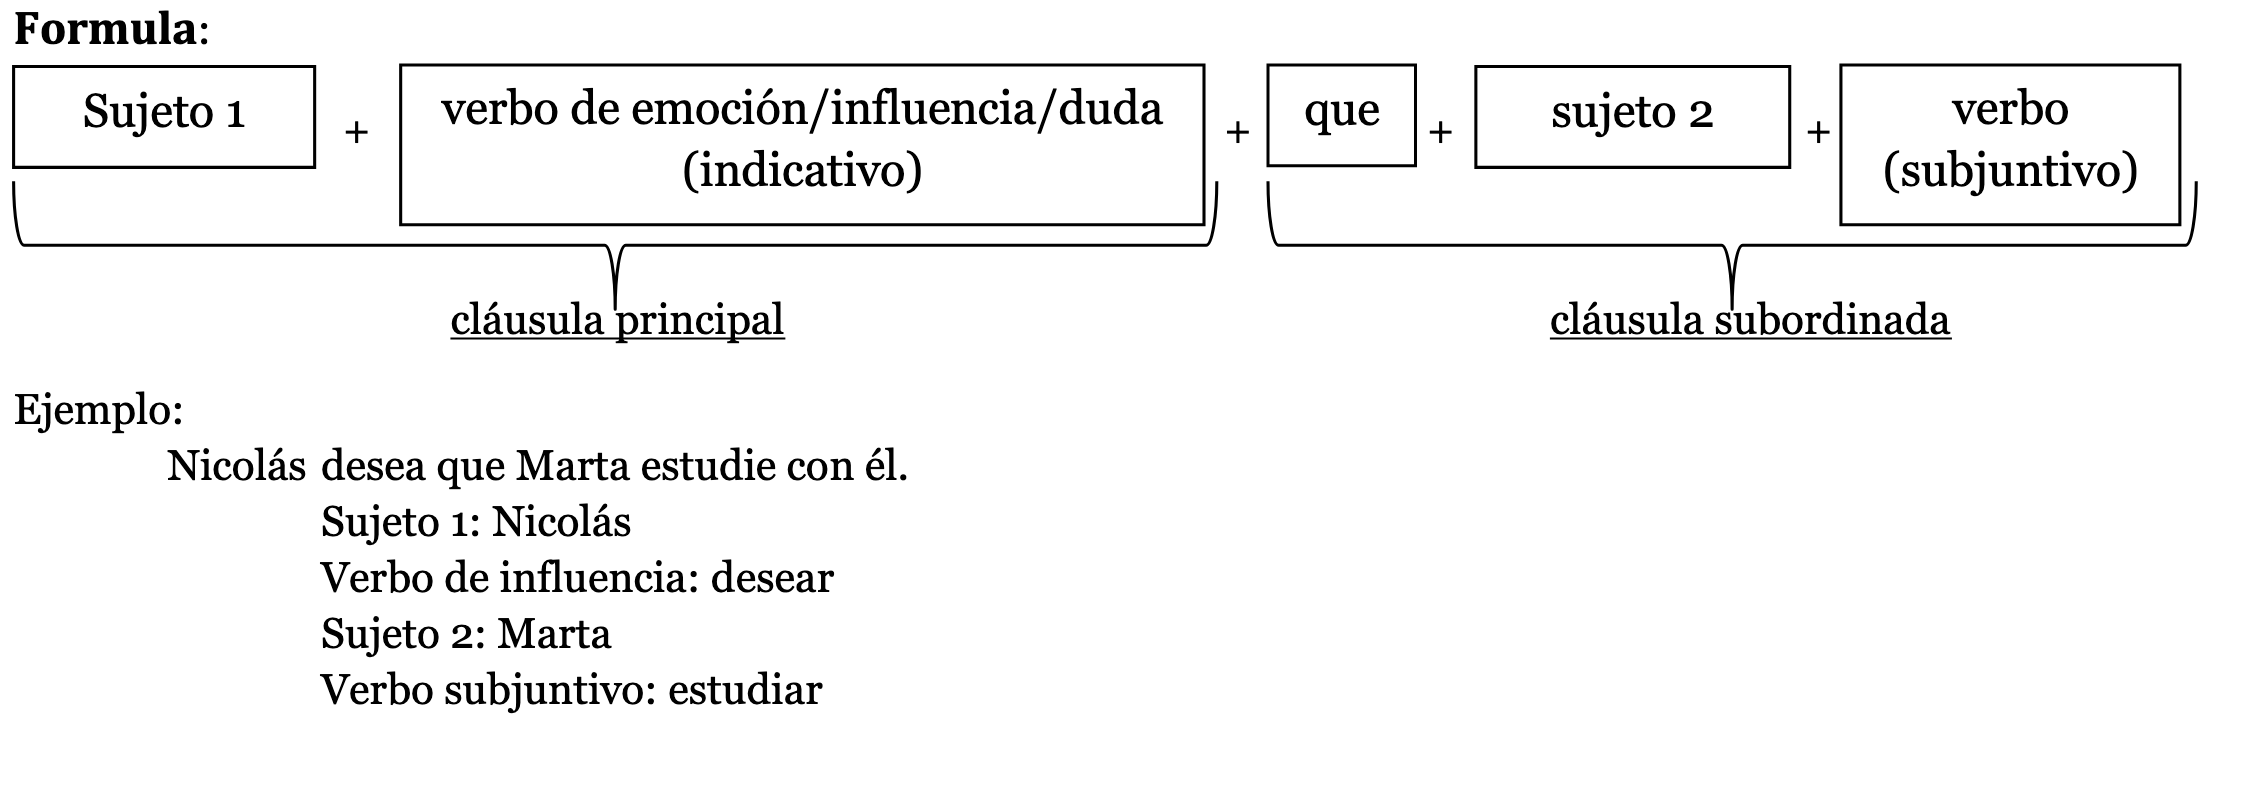 Formula:
Sujeto 1 + verbo de emoción/influencia/duda + que + sujeto 2 + verbo
(indicativo) (subjuntivo)
cláusula principal cláusula subordinada
Ejemplo:
Nicolás desea que Marta estudie con él.
Sujeto 1: Nicolás
Verbo de influencia: desear
Sujeto 2: Marta
Verbo subjuntivo: estudiar